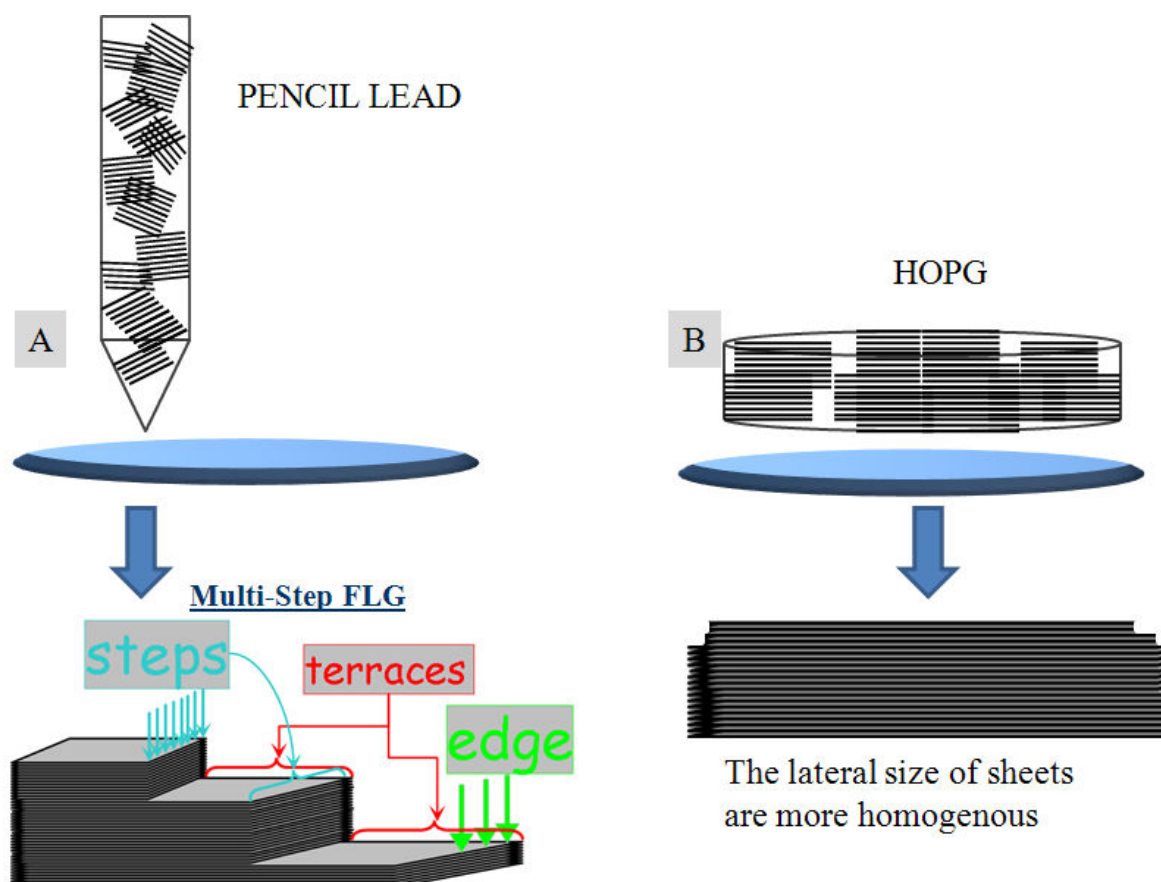 PENCIL LEAD
A
Multi-Step FLG
steps
terraces
edge
HOPG
B
The lateral size of sheets
are more homogenous